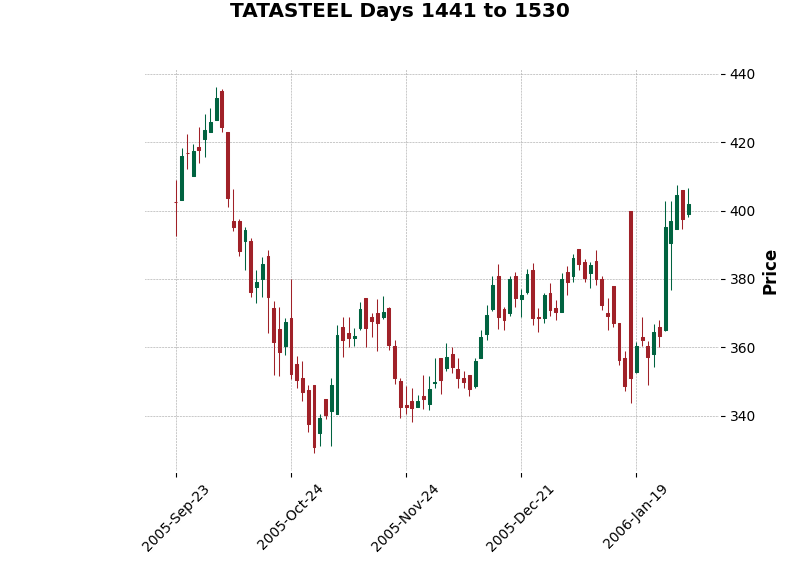 TATASTEEL Days 1441 to 1530
440
420
400
380
360
340
Price
2005-Sep-23
2005-Oct-24
2005-Nov-24
2005-Dec-21
2006-Jan-19